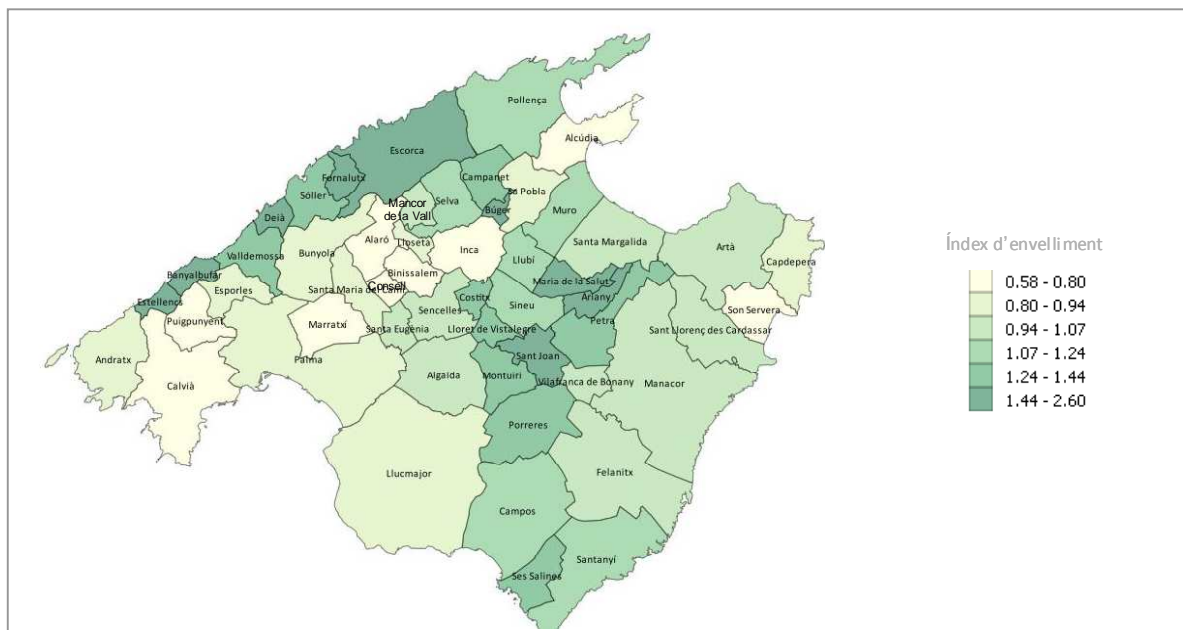 Pollença
Alcúdia
Escorca
Fornalutx
Campanet
Sa Pobla
Sóller
Selva
Mancor
de la Vall
Búger
Muro
Deià
Alaró
Lloseta
Inca
Santa Margalida
Artà
Valldemossa
Bunyola
Binissalem
Llubí
Capdepera
Banyalbufar
Maria de la Salut
Esporles
Santa Maria del Camí
Consell
Costitx
Ariany
Estellencs
Sineu
Son Servera
Puigpunyent
Marratxí
Sencelles
Santa Eugènia
Lloret de Vistalegre
Petra
Sant Llorenç des Cardassar
Andratx
Palma
Sant Joan
Calvià
Algaida
Montuïri
Vilafranca de Bonany
Manacor
Porreres
Llucmajor
Felanitx
Campos
Santanyí
Ses Salines
Índex d'envelliment
0.58 - 0.80
0.80 - 0.94
0.94 - 1.07
1.07 - 1.24
1.24 - 1.44
1.44 - 2.60